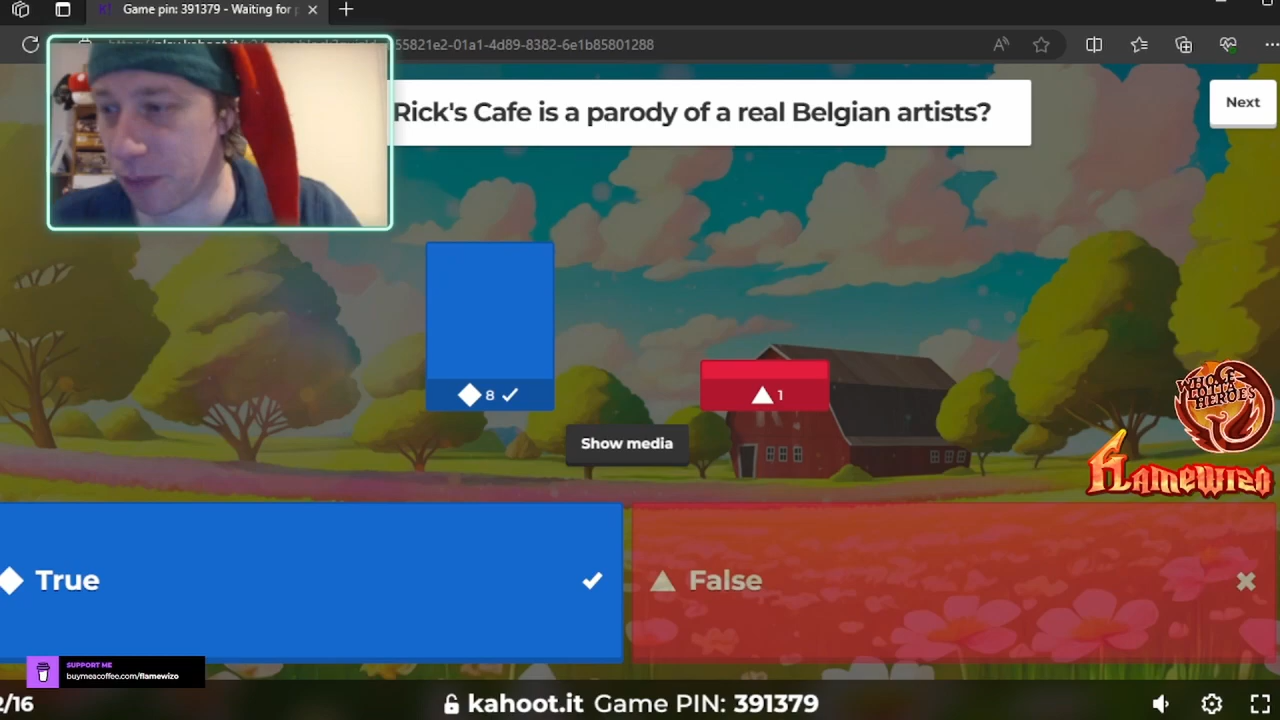 Game pin: 391379 - Waiting for p
55821e2-01a1-4d89-8382-6e1b85801288
Rick's Cafe is a parody of a real Belgian artists?
Next
8
1
Show media
WHOLE
LOTTA
HEROES
FLAMEWIZO
True
False
SUPPORT ME
buymeacoffee.com/flamewizo
2/16
kahoot.it Game PIN: 391379